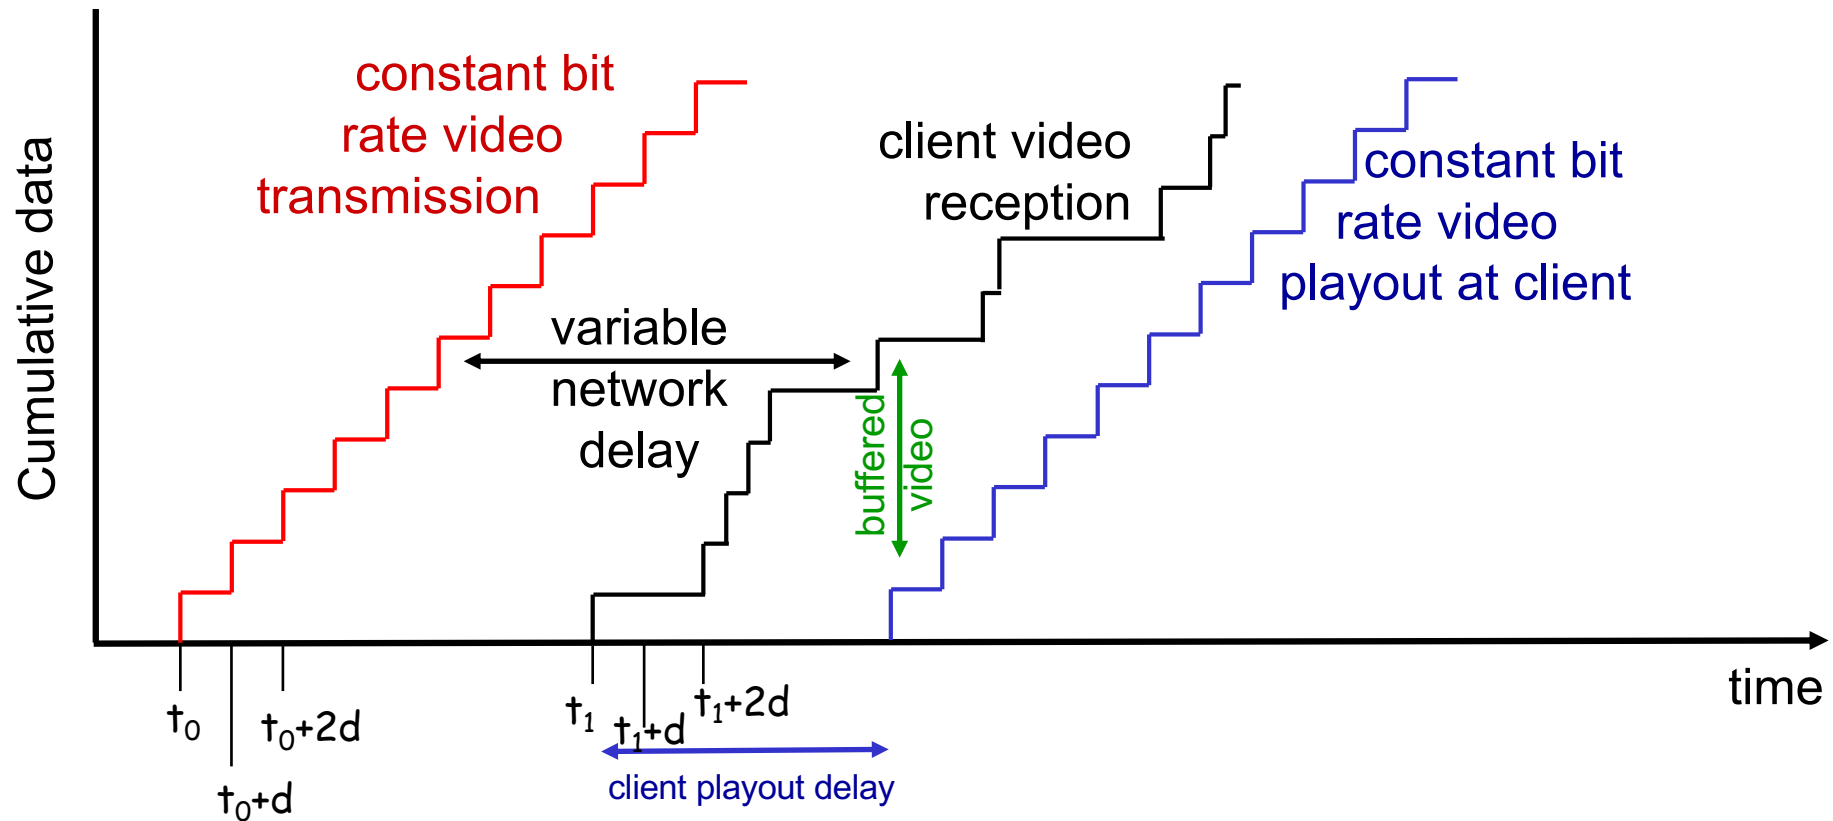 Cumulative data
constant bit
rate video
transmission
variable
network
delay
client video
reception
buffered
video
constant bit
rate video
playout at client
time
t₀
t₀+d
t₀+2d
t₁
t₁+d
t₁+2d
client playout delay